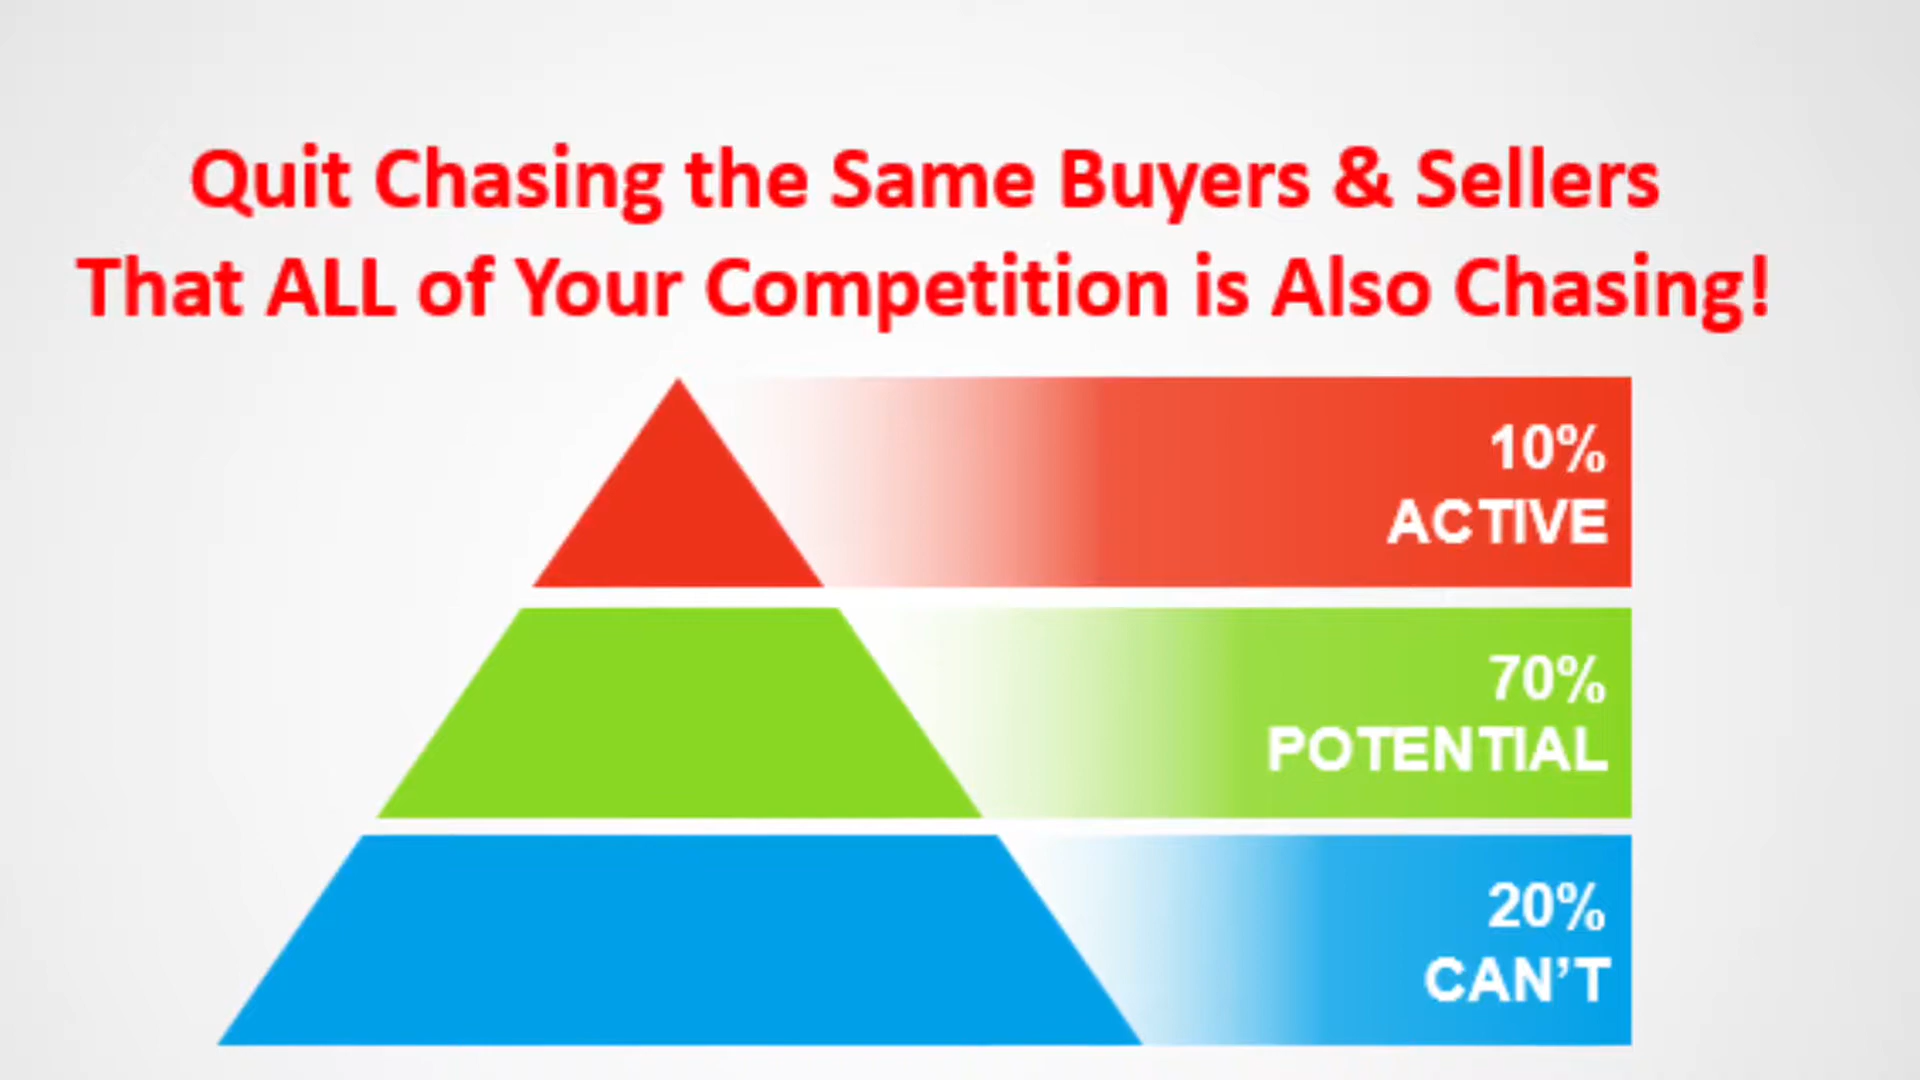 Quit Chasing the Same Buyers & Sellers
That ALL of Your Competition is Also Chasing!
10%
ACTIVE
70%
POTENTIAL
20%
CAN’T